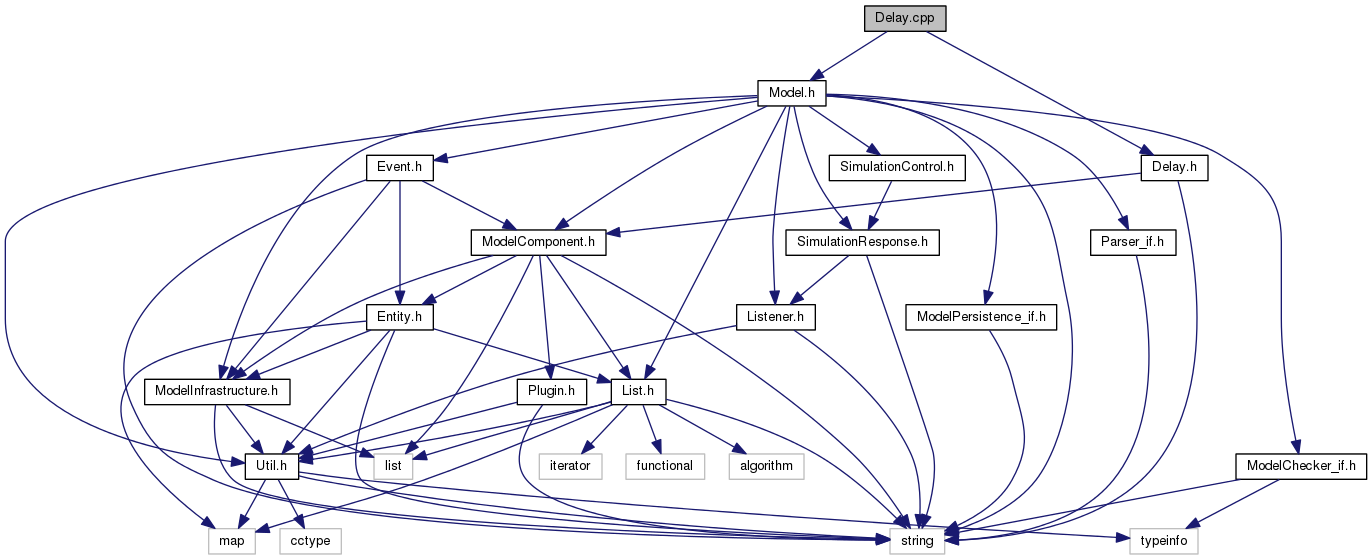 Delay.cpp
Model.h
Event.h
SimulationControl.h
Delay.h
ModelComponent.h
SimulationResponse.h
Parser_if.h
Entity.h
Listener.h
ModelPersistence_if.h
ModelInfrastructure.h
Plugin.h
List.h
Util.h
list
iterator
functional
algorithm
ModelChecker_if.h
map
cctype
string
typeinfo